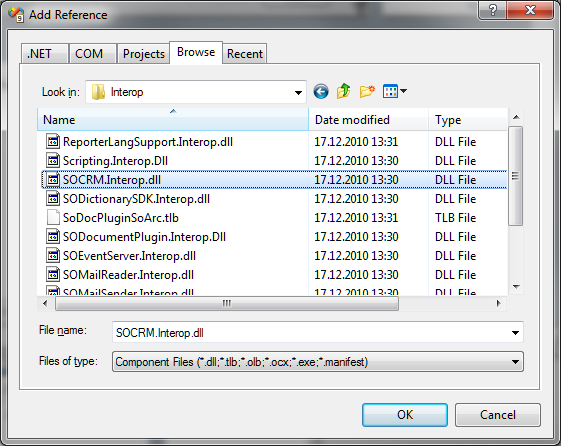 Add Reference
.NET COM Projects Browse Recent
Look in: Interop
Name Date modified Type
ReporterLangSupport.Interop.dll 17.12.2010 13:31 DLL File
Scripting.Interop.Dll 17.12.2010 13:30 DLL File
SOCRM.Interop.dll 17.12.2010 13:30 DLL File
SODictionarySDK.Interop.dll 17.12.2010 13:30 DLL File
SoDocPluginSoArc.tlb 17.12.2010 13:31 TLB File
SODocumentPlugin.Interop.Dll 17.12.2010 13:30 DLL File
SOEventServer.Interop.dll 17.12.2010 13:30 DLL File
SOMailReader.Interop.dll 17.12.2010 13:30 DLL File
SOMailSender.Interop.dll 17.12.2010 13:30 DLL File
File name: SOCRM.Interop.dll
Files of type: Component Files (*.dll;*.tlb;*.olb;*.ocx;*.exe;*.manifest)
OK Cancel